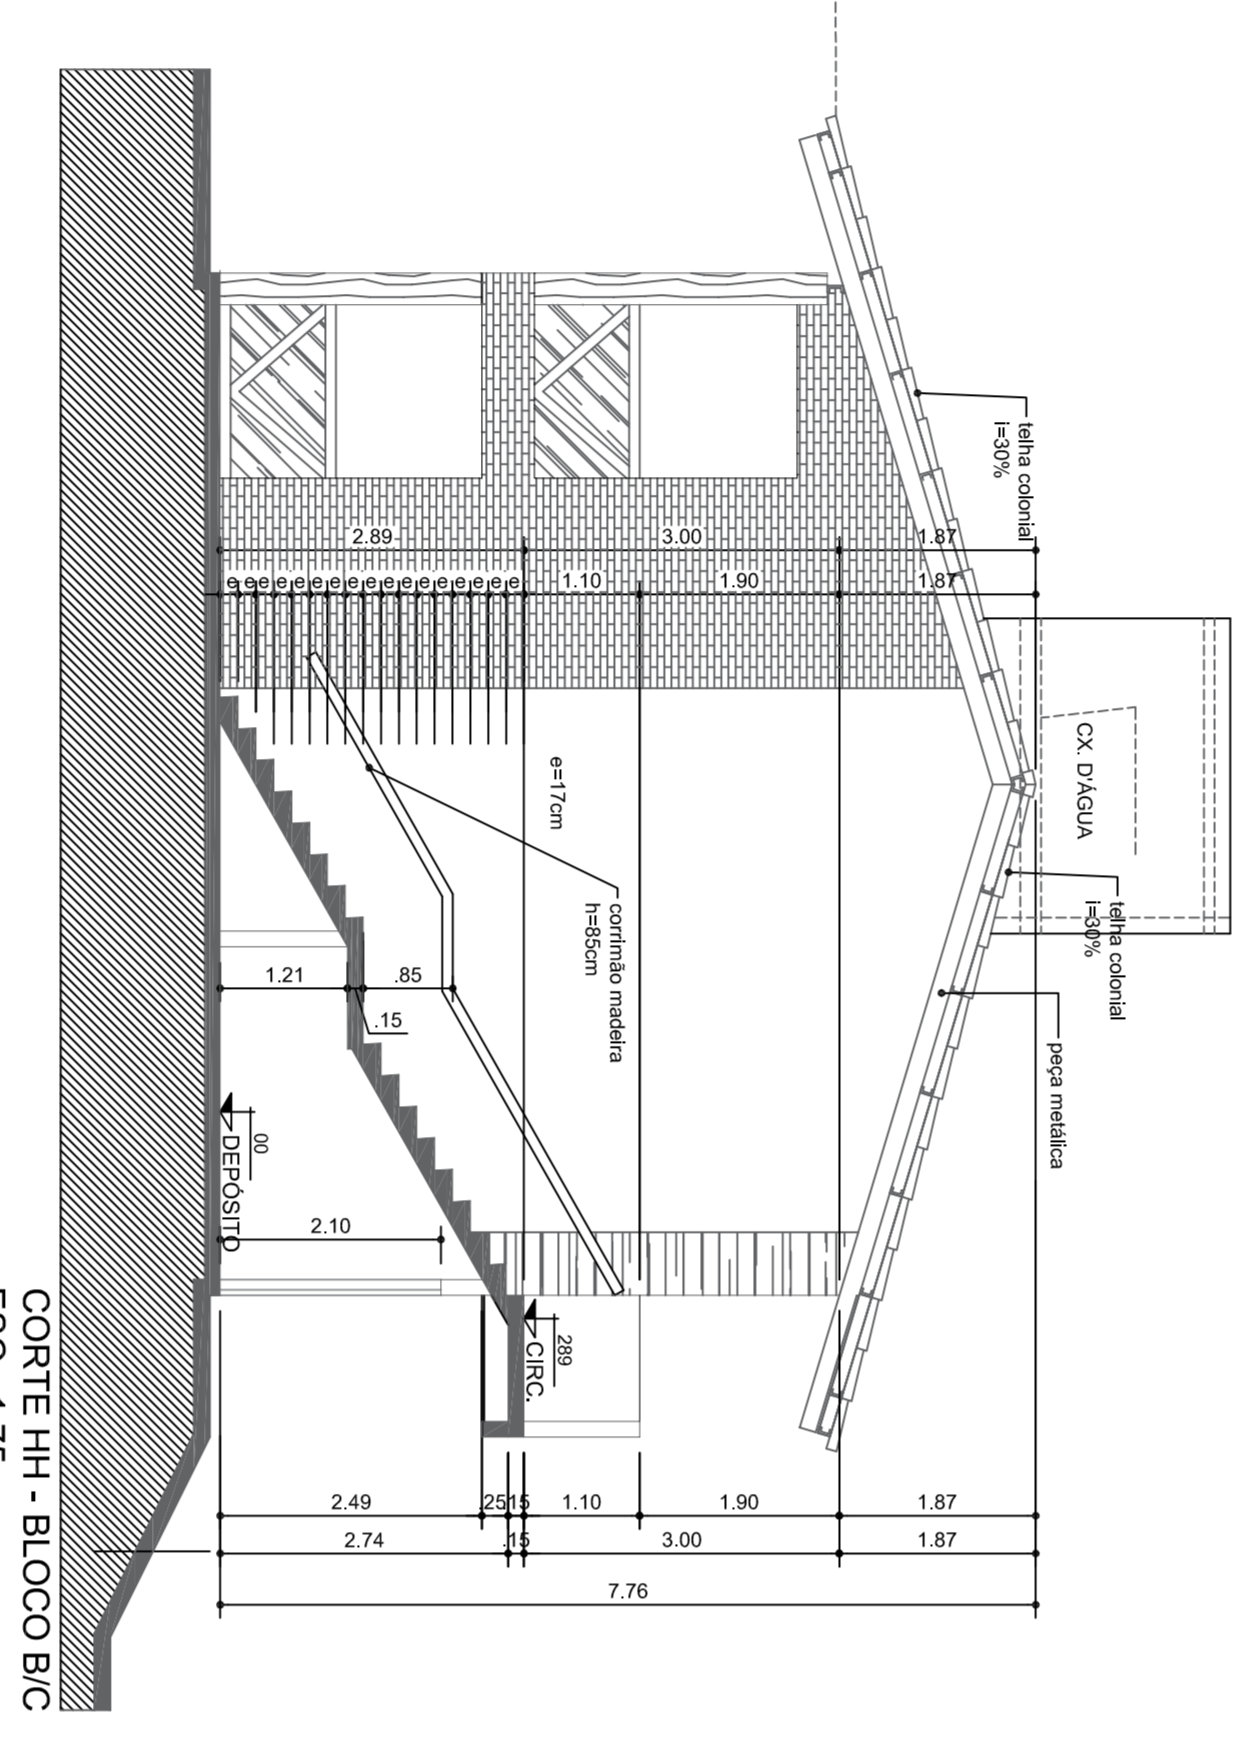 telha colonial
i=30%
2.89
3.00
1.87
e e e e e e e e e e e e e e e e e
1.10
1.90
1.87
CX. D'ÁGUA
e=17cm
telha colonial
i=30%
corrimão madeira
h=85cm
1.21
.85
.15
peça metálica
00
DEPÓSITO
2.10
289
CIRC.
2.49
.25
.15
1.10
1.90
1.87
2.74
.15
3.00
1.87
7.76
CORTE HH - BLOCO B/C